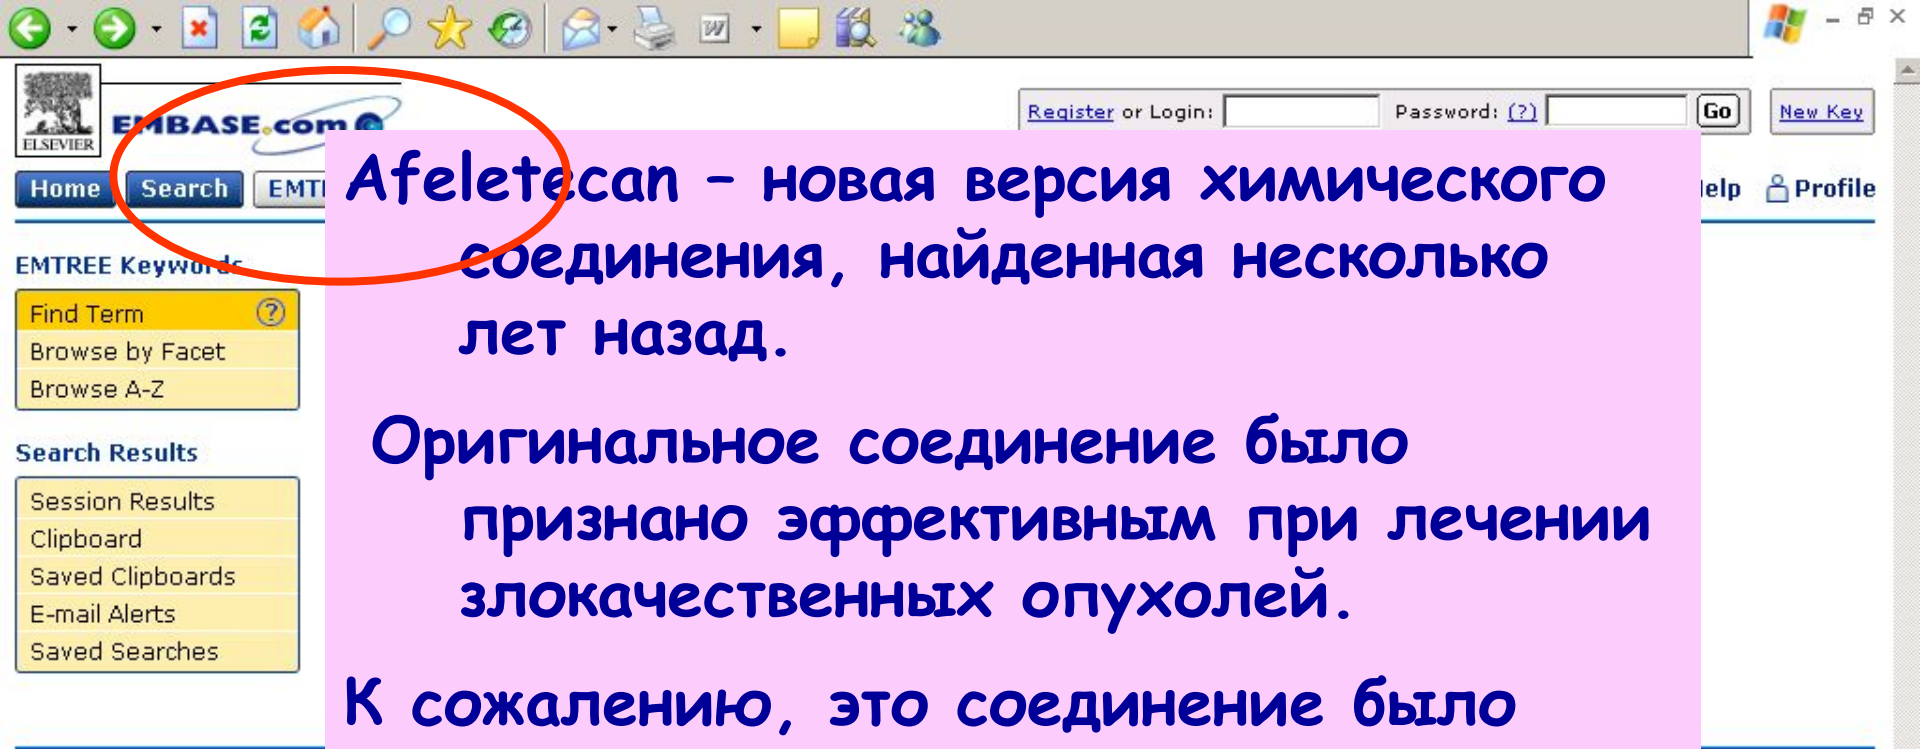 ELSEVIER
EMBASE.com
Register or Login: Password: (?) Go New Key
Home Search Profile
Afeletecan – новая версия химического
соединения, найденная несколько
лет назад.
Оригинальное соединение было
признано эффективным при лечении
злокачественных опухолей.
К сожалению, это соединение было
EMTREE Keywords
Find Term ?
Browse by Facet
Browse A-Z
Search Results
Session Results
Clipboard
Saved Clipboards
E-mail Alerts
Saved Searches